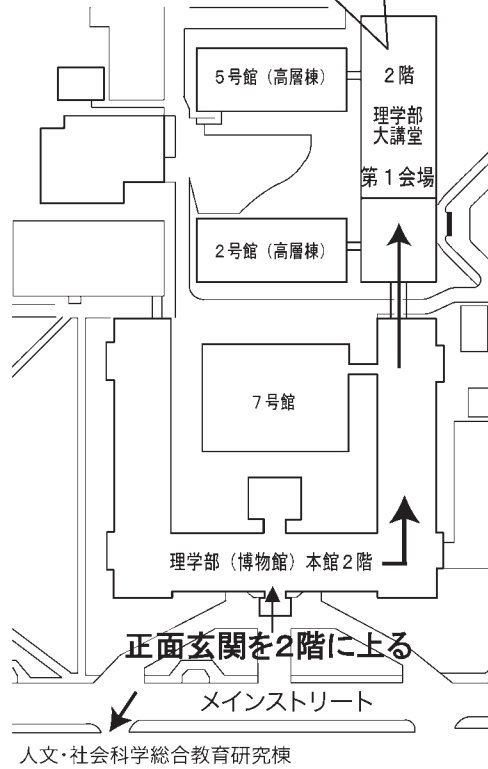 5号館（高層棟）
2階
理学部
大講堂
第1会場
2号館（高層棟）
7号館
理学部（博物館）本館2階
正面玄関を2階に上る
メインストリート
人文・社会科学総合教育研究棟